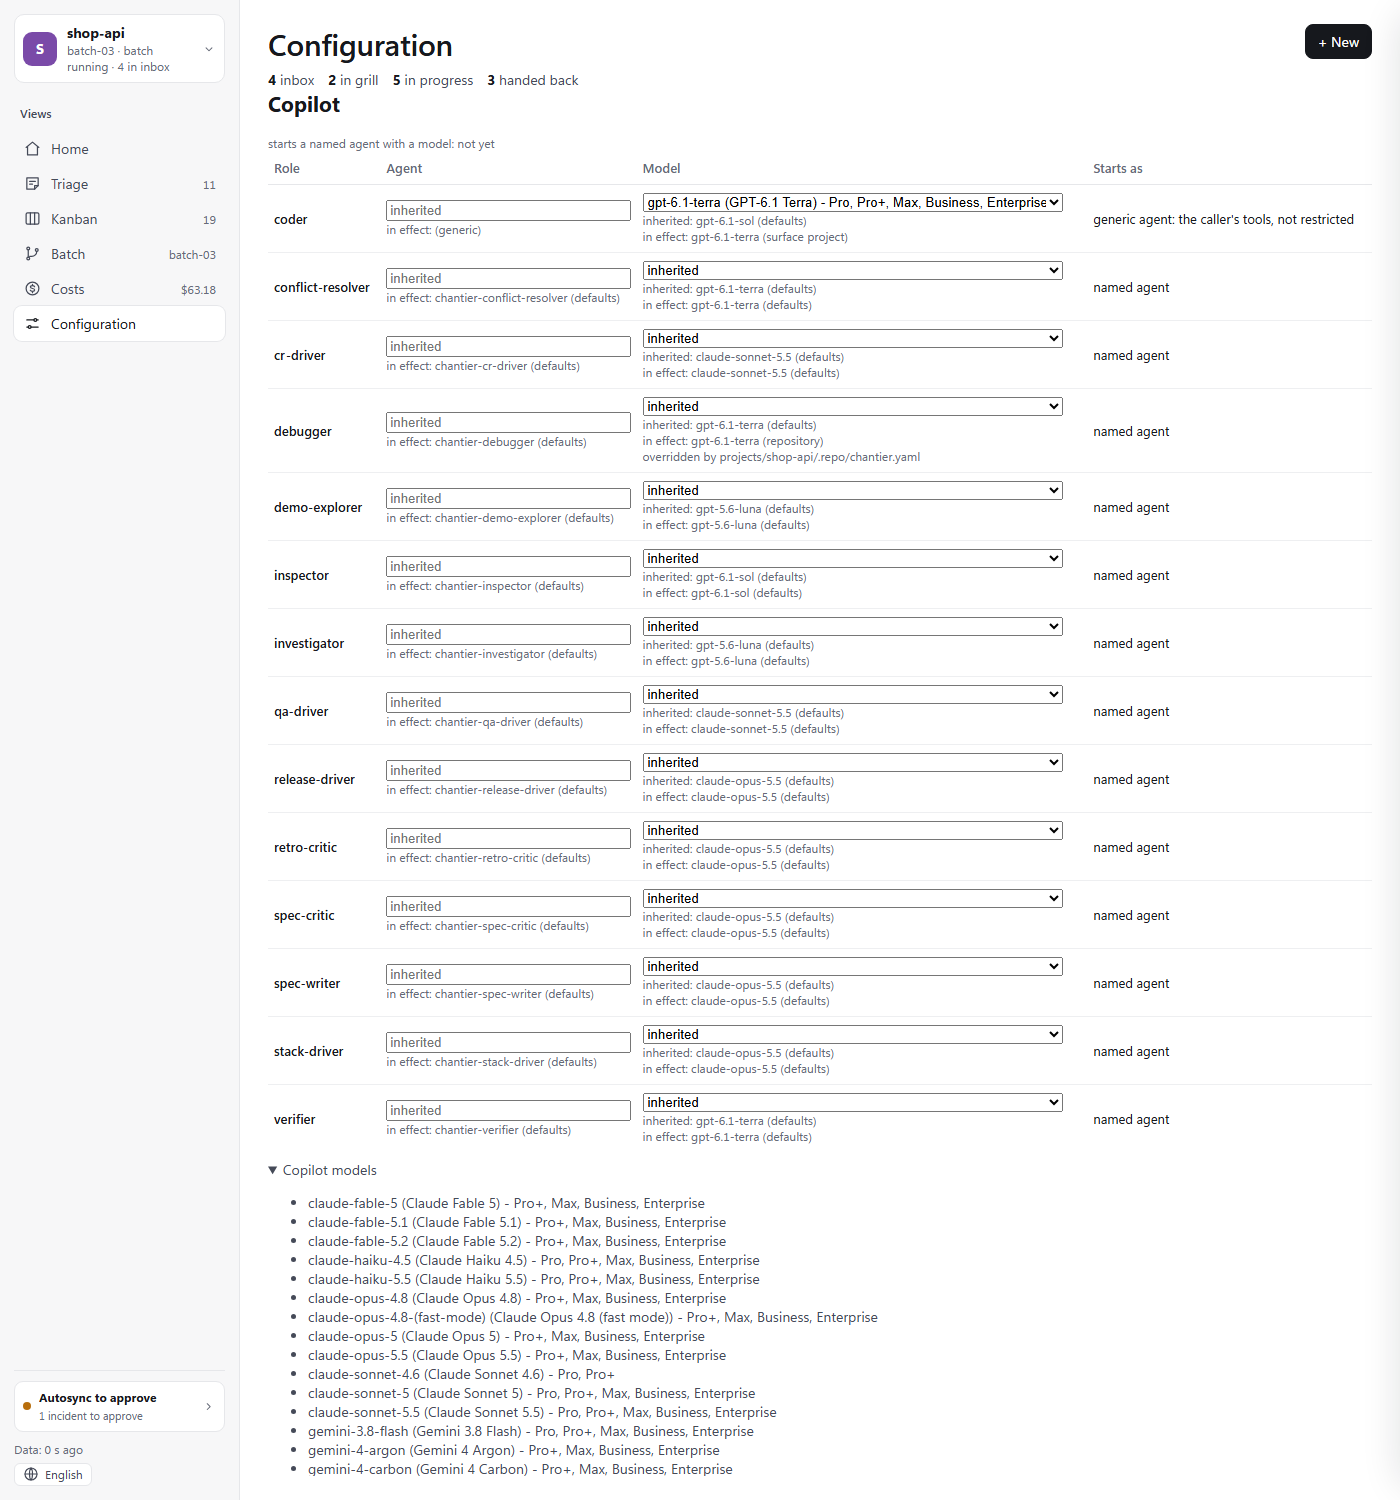 S
shop-api
batch-03 · batch
running · 4 in inbox
Views
Home
Triage 11
Kanban 19
Batch batch-03
Costs $63.18
Configuration
Autosync to approve
1 incident to approve
Data: 0 s ago
English
Configuration
+ New
4 inbox 2 in grill 5 in progress 3 handed back
Copilot
starts a named agent with a model: not yet
Role Agent Model Starts as
coder
inherited
in effect: (generic)
gpt-6.1-terra (GPT-6.1 Terra) - Pro, Pro+, Max, Business, Enterprise
inherited: gpt-6.1-sol (defaults)
in effect: gpt-6.1-terra (surface project)
generic agent: the caller's tools, not restricted
conflict-resolver
inherited
in effect: chantier-conflict-resolver (defaults)
inherited
inherited: gpt-6.1-terra (defaults)
in effect: gpt-6.1-terra (defaults)
named agent
cr-driver
inherited
in effect: chantier-cr-driver (defaults)
inherited
inherited: claude-sonnet-5.5 (defaults)
in effect: claude-sonnet-5.5 (defaults)
named agent
debugger
inherited
in effect: chantier-debugger (defaults)
inherited
inherited: gpt-6.1-terra (defaults)
in effect: gpt-6.1-terra (repository)
overridden by projects/shop-api/.repo/chantier.yaml
named agent
demo-explorer
inherited
in effect: chantier-demo-explorer (defaults)
inherited
inherited: gpt-5.6-luna (defaults)
in effect: gpt-5.6-luna (defaults)
named agent
inspector
inherited
in effect: chantier-inspector (defaults)
inherited
inherited: gpt-6.1-sol (defaults)
in effect: gpt-6.1-sol (defaults)
named agent
investigator
inherited
in effect: chantier-investigator (defaults)
inherited
inherited: gpt-5.6-luna (defaults)
in effect: gpt-5.6-luna (defaults)
named agent
qa-driver
inherited
in effect: chantier-qa-driver (defaults)
inherited
inherited: claude-sonnet-5.5 (defaults)
in effect: claude-sonnet-5.5 (defaults)
named agent
release-driver
inherited
in effect: chantier-release-driver (defaults)
inherited
inherited: claude-opus-5.5 (defaults)
in effect: claude-opus-5.5 (defaults)
named agent
retro-critic
inherited
in effect: chantier-retro-critic (defaults)
inherited
inherited: claude-opus-5.5 (defaults)
in effect: claude-opus-5.5 (defaults)
named agent
spec-critic
inherited
in effect: chantier-spec-critic (defaults)
inherited
inherited: claude-opus-5.5 (defaults)
in effect: claude-opus-5.5 (defaults)
named agent
spec-writer
inherited
in effect: chantier-spec-writer (defaults)
inherited
inherited: claude-opus-5.5 (defaults)
in effect: claude-opus-5.5 (defaults)
named agent
stack-driver
inherited
in effect: chantier-stack-driver (defaults)
inherited
inherited: claude-opus-5.5 (defaults)
in effect: claude-opus-5.5 (defaults)
named agent
verifier
inherited
in effect: chantier-verifier (defaults)
inherited
inherited: gpt-6.1-terra (defaults)
in effect: gpt-6.1-terra (defaults)
named agent
▼ Copilot models
• claude-fable-5 (Claude Fable 5) - Pro+, Max, Business, Enterprise
• claude-fable-5.1 (Claude Fable 5.1) - Pro+, Max, Business, Enterprise
• claude-fable-5.2 (Claude Fable 5.2) - Pro+, Max, Business, Enterprise
• claude-haiku-4.5 (Claude Haiku 4.5) - Pro, Pro+, Max, Business, Enterprise
• claude-haiku-5.5 (Claude Haiku 5.5) - Pro, Pro+, Max, Business, Enterprise
• claude-opus-4.8 (Claude Opus 4.8) - Pro+, Max, Business, Enterprise
• claude-opus-4.8-(fast-mode) (Claude Opus 4.8 (fast mode)) - Pro+, Max, Business, Enterprise
• claude-opus-5 (Claude Opus 5) - Pro+, Max, Business, Enterprise
• claude-opus-5.5 (Claude Opus 5.5) - Pro+, Max, Business, Enterprise
• claude-sonnet-4.6 (Claude Sonnet 4.6) - Pro, Pro+
• claude-sonnet-5 (Claude Sonnet 5) - Pro, Pro+, Max, Business, Enterprise
• claude-sonnet-5.5 (Claude Sonnet 5.5) - Pro, Pro+, Max, Business, Enterprise
• gemini-3.8-flash (Gemini 3.8 Flash) - Pro, Pro+, Max, Business, Enterprise
• gemini-4-argon (Gemini 4 Argon) - Pro+, Max, Business, Enterprise
• gemini-4-carbon (Gemini 4 Carbon) - Pro+, Max, Business, Enterprise